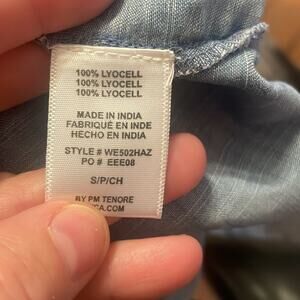 100% LYOCELL
100% LYOCELL
100% LYOCELL
MADE IN INDIA
FABRIQUÉ EN INDE
HECHO EN INDIA
STYLE # WE502HAZ
PO # EEE08
S/P/CH
BY PM TENORE